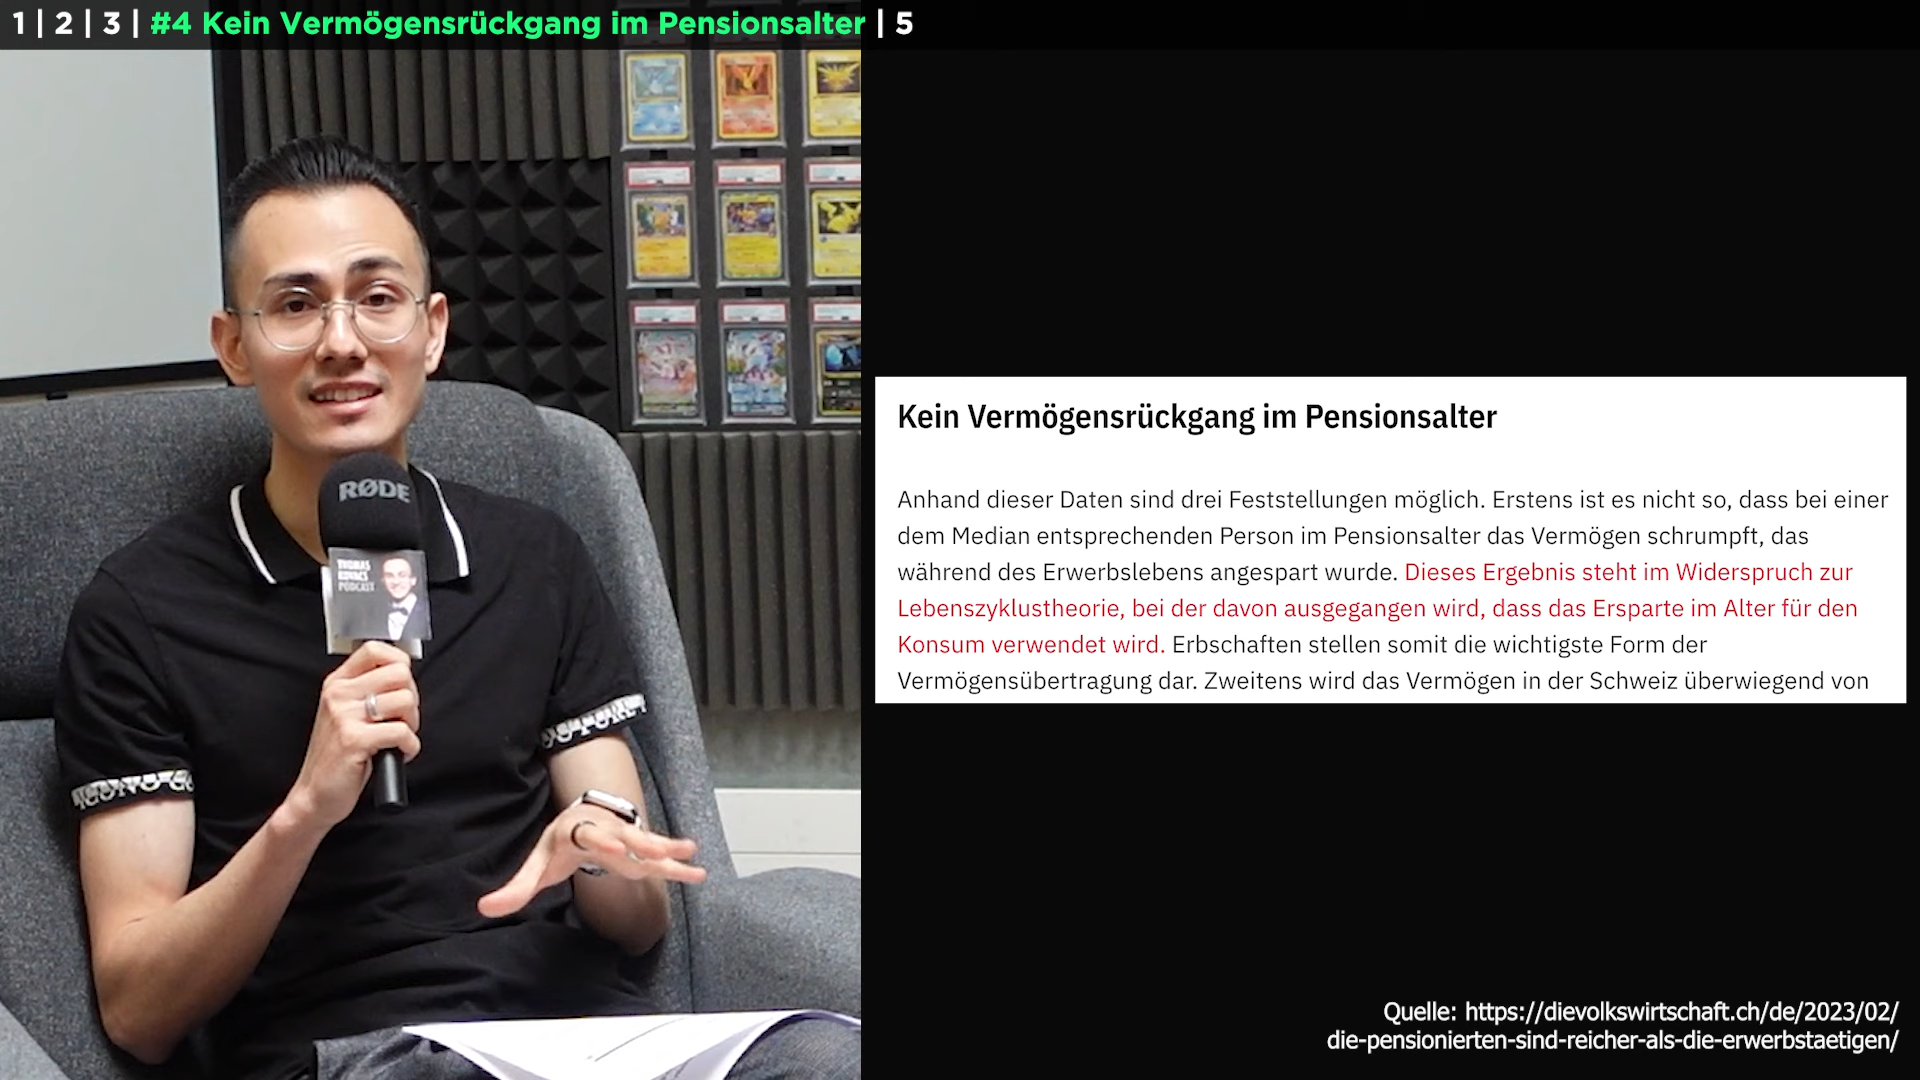 1 | 2 | 3 | #4 Kein Vermögensrückgang im Pensionsalter | 5
RØDE
THOMAS
KOVACS
PODCAST
Kein Vermögensrückgang im Pensionsalter
Anhand dieser Daten sind drei Feststellungen möglich. Erstens ist es nicht so, dass bei einer
dem Median entsprechenden Person im Pensionsalter das Vermögen schrumpft, das
während des Erwerbslebens angespart wurde. Dieses Ergebnis steht im Widerspruch zur
Lebenszyklustheorie, bei der davon ausgegangen wird, dass das Ersparte im Alter für den
Konsum verwendet wird. Erbschaften stellen somit die wichtigste Form der
Vermögensübertragung dar. Zweitens wird das Vermögen in der Schweiz überwiegend von
Quelle: https://dievolkswirtschaft.ch/de/2023/02/
die-pensionierten-sind-reicher-als-die-erwerbstaetigen/